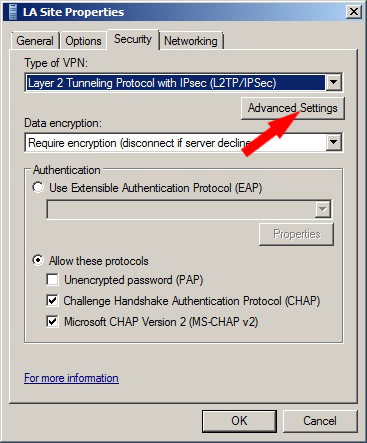 LA Site Properties
General
Options
Security
Networking
Type of VPN:
Layer 2 Tunneling Protocol with IPsec (L2TP/IPSec)
Advanced Settings
Data encryption:
Require encryption (disconnect if server decline
Authentication
Use Extensible Authentication Protocol (EAP)
Properties
Allow these protocols
Unencrypted password (PAP)
Challenge Handshake Authentication Protocol (CHAP)
Microsoft CHAP Version 2 (MS-CHAP v2)
For more information
OK
Cancel